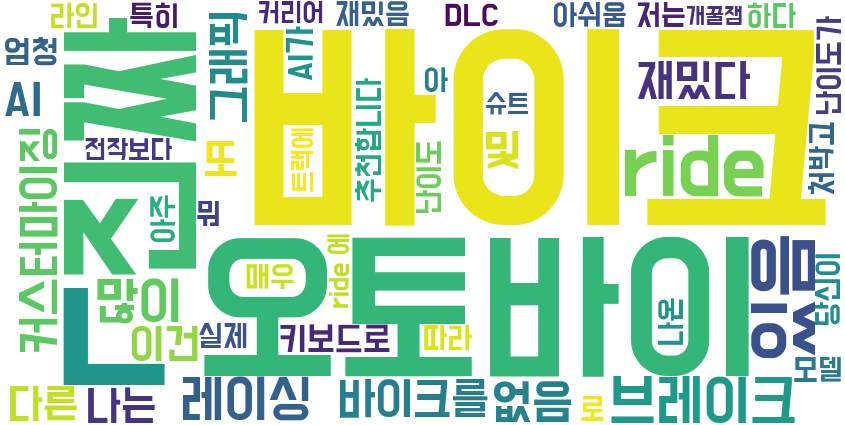 라인
특히
커리어
재밌음
DLC
아쉬움
저는
개꿀잼
하다
엄청
AI
진짜
그래픽
AI가
바이크
아
슈트
재밌다
난이도가
전작보다
또
트랙에
추천합니다
난이도
및
ride
처박고
커스터마이징
아주
뭐
오토바이
매우
ride 에
나온
있음
당신이
많이
이건
실제
키보드로
따라
모델
다른
나는
레이싱
바이크를
없음
로
브레이크